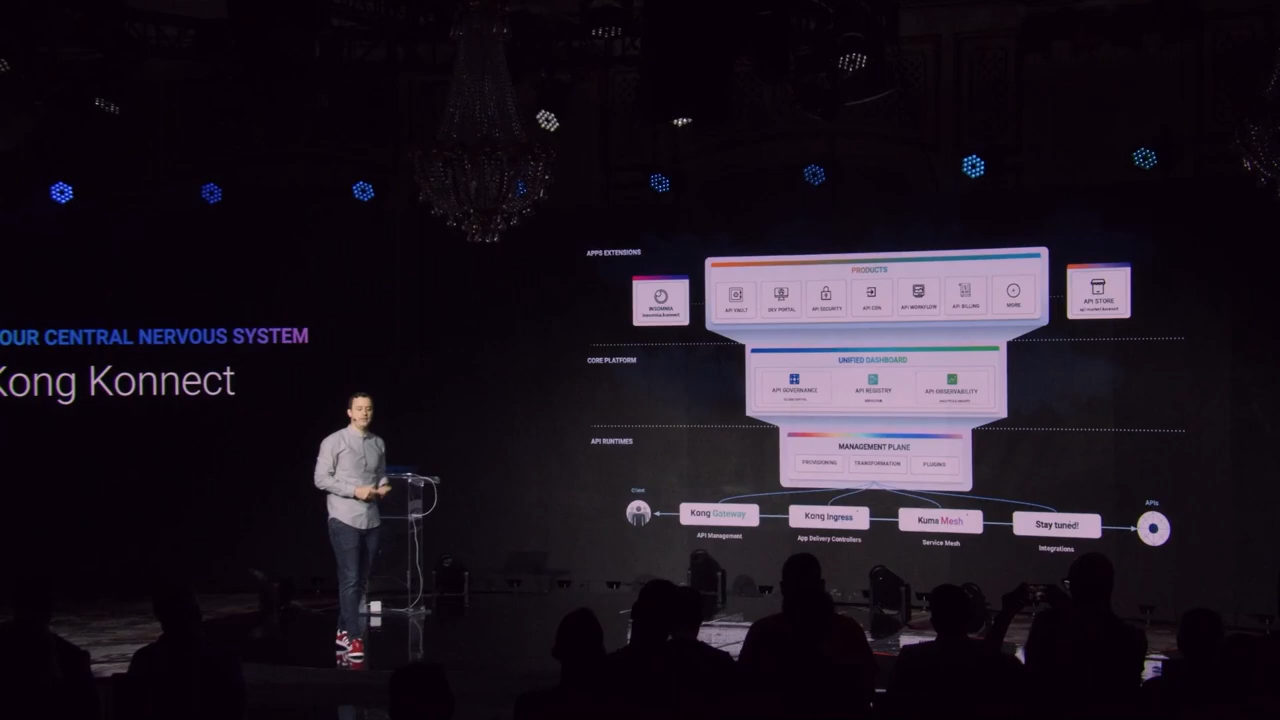 OUR CENTRAL NERVOUS SYSTEM
Kong Konnect
APPS EXTENSIONS
PRODUCTS
INSOMNIA
API VAULT
DEV PORTAL
API SECURITY
API CDN
API WORKFLOW
API BILLING
MORE
API STORE
CORE PLATFORM
UNIFIED DASHBOARD
API GOVERNANCE
API REGISTRY
API OBSERVABILITY
API RUNTIMES
MANAGEMENT PLANE
PROVISIONING
TRANSFORMATION
PLUGINS
Client
Kong Gateway
Kong Ingress
Kuma Mesh
Stay tuned!
APIs
API Management
App Delivery Controllers
Service Mesh
Integrations